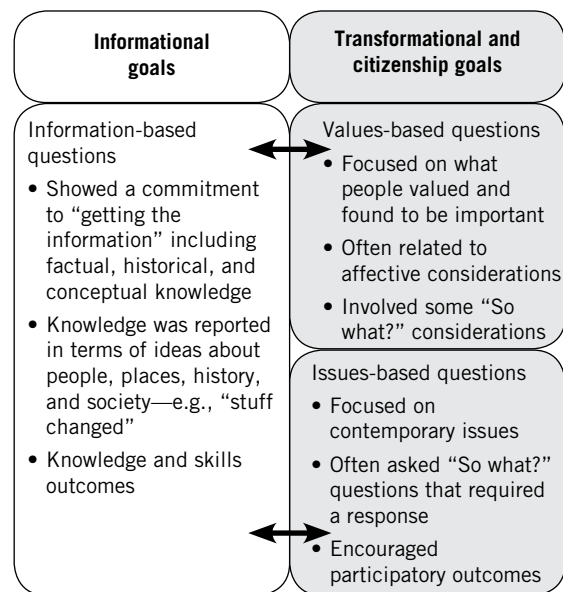 Informational
goals
Transformational and
citizenship goals
Information-based
questions
• Showed a commitment
to “getting the
information” including
factual, historical, and
conceptual knowledge
• Knowledge was reported
in terms of ideas about
people, places, history,
and society—e.g., “stuff
changed”
• Knowledge and skills
outcomes
Values-based questions
• Focused on what
people valued and
found to be important
• Often related to
affective considerations
• Involved some “So
what?” considerations
Issues-based questions
• Focused on
contemporary issues
• Often asked “So what?”
questions that required
a response
• Encouraged
participatory outcomes